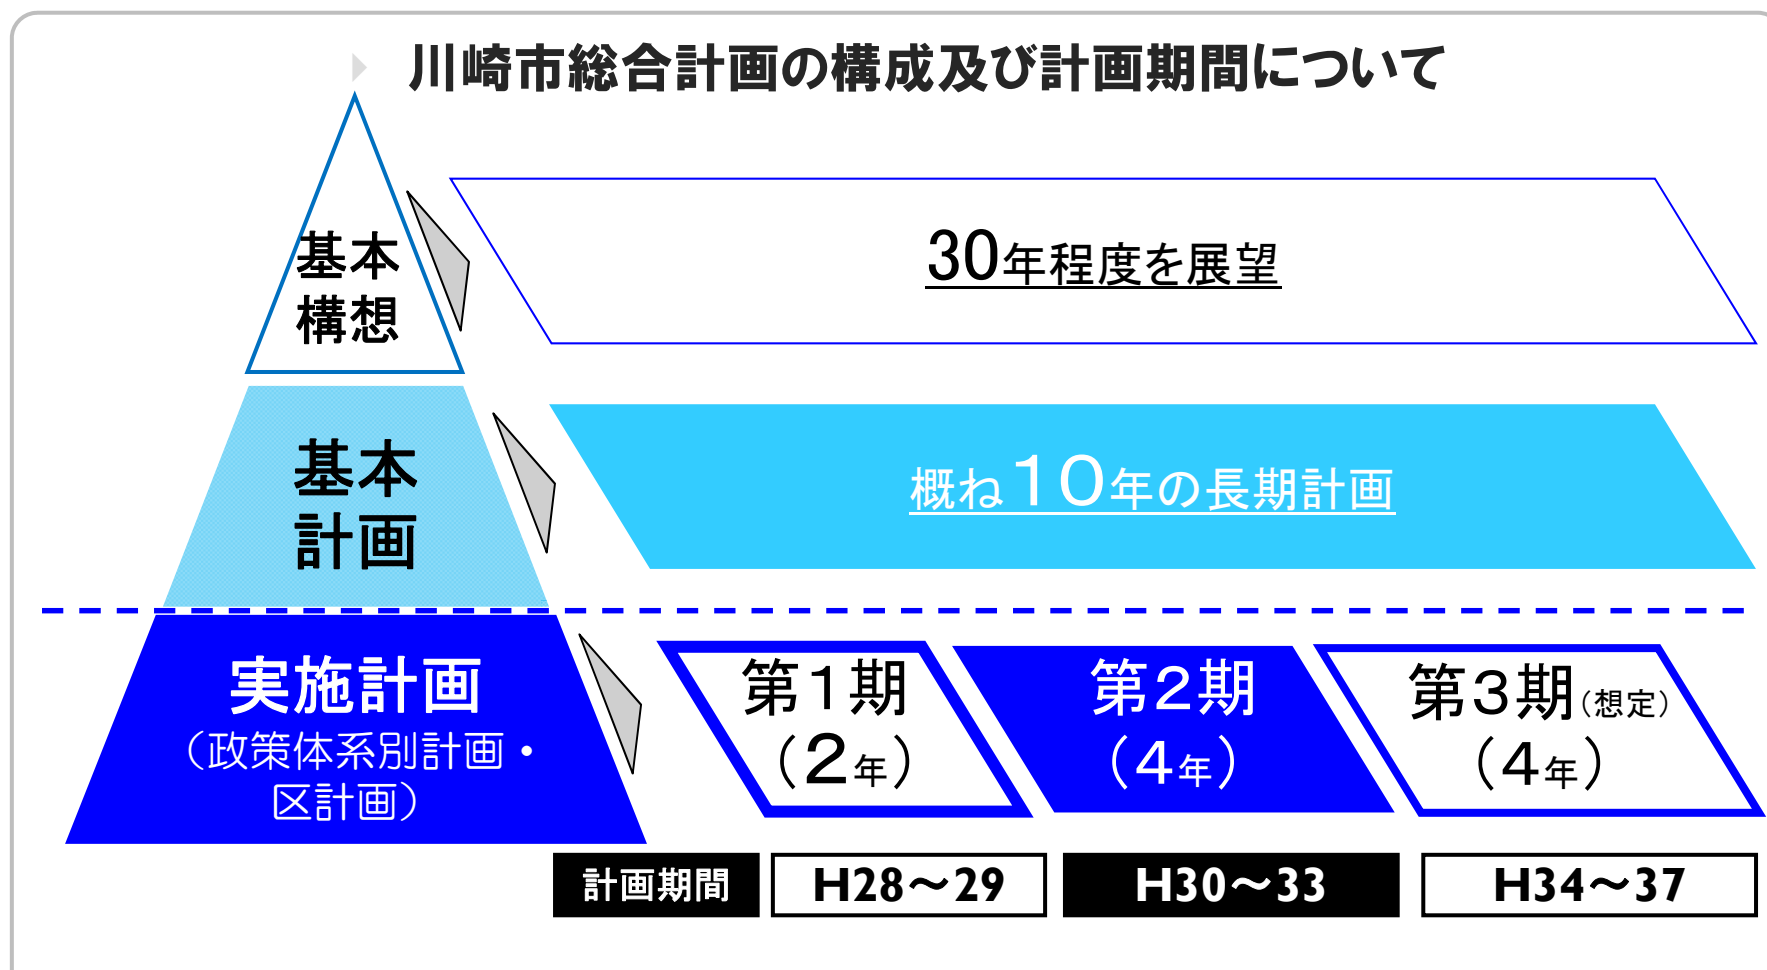 川崎市総合計画の構成及び計画期間について
基本
構想
30年程度を展望
基本
計画
概ね10年の長期計画
実施計画
（政策体系別計画・
区計画）
第1期
（2年）
第2期
（4年）
第3期（想定）
（4年）
計画期間
H28～29
H30～33
H34～37